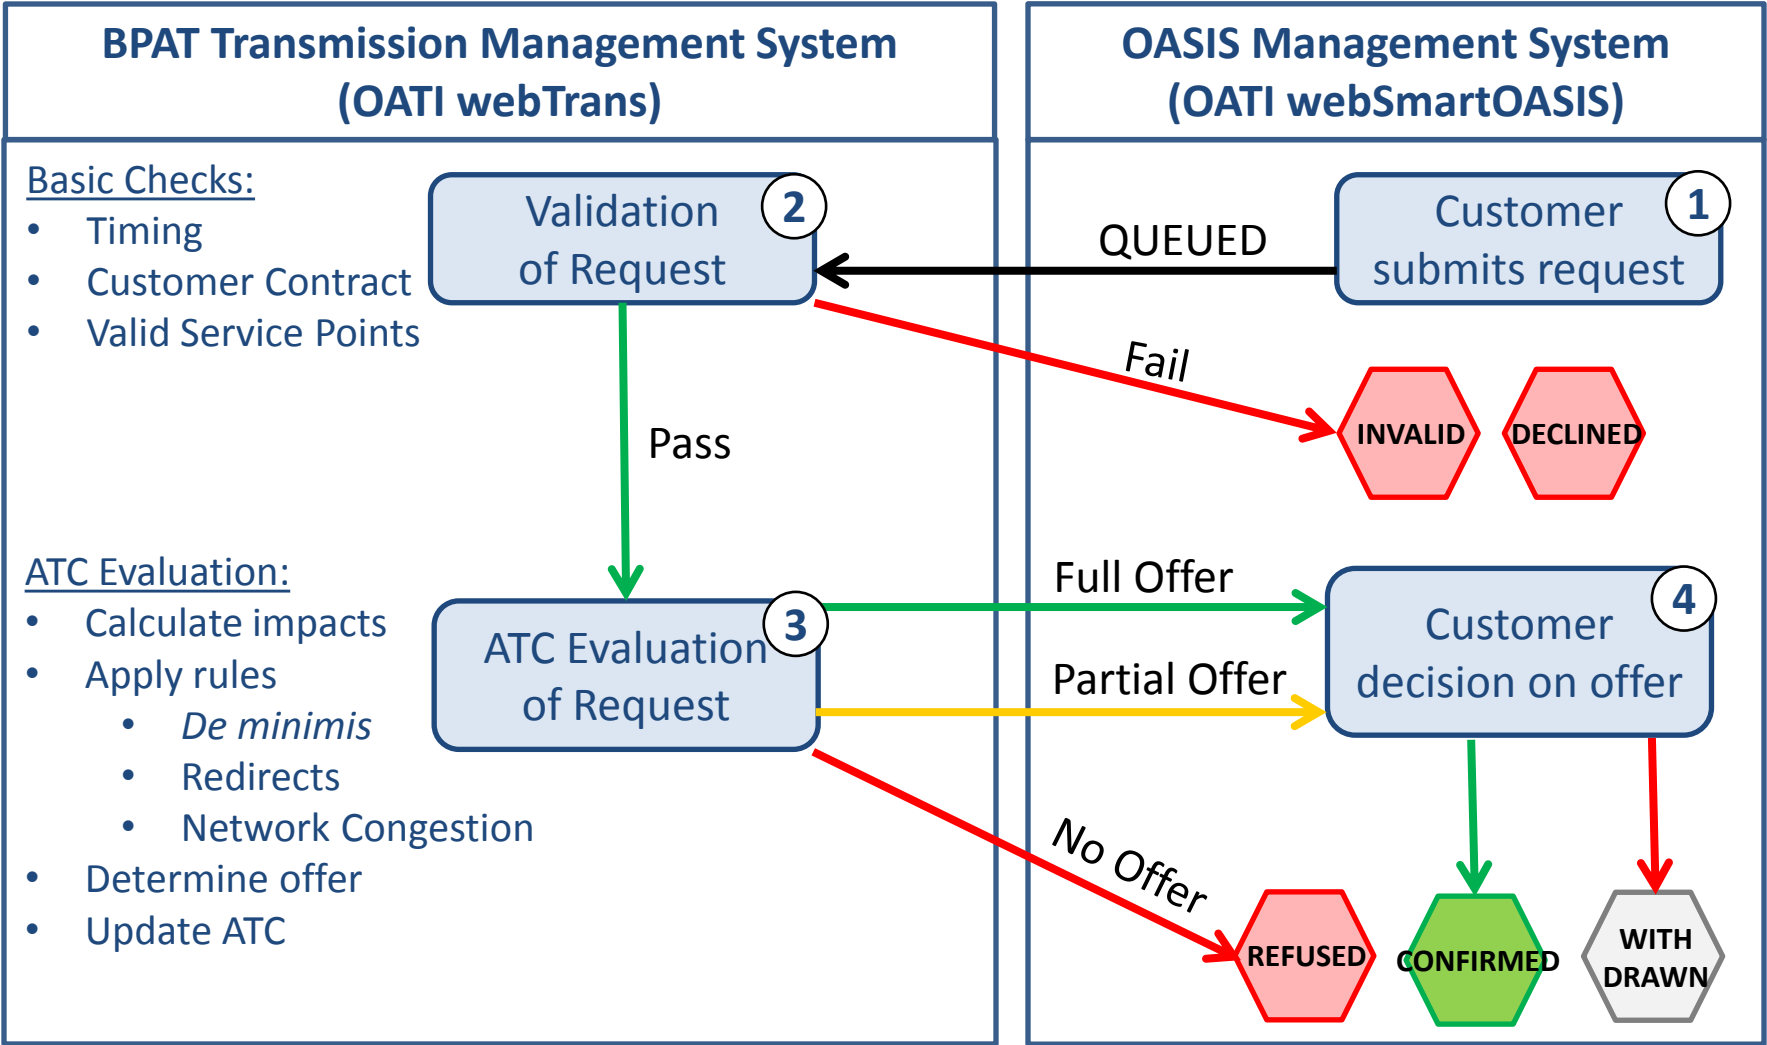 BPAT Transmission Management System
(OATI webTrans)
OASIS Management System
(OATI webSmartOASIS)
Basic Checks:
• Timing
• Customer Contract
• Valid Service Points
Validation
of Request
2
QUEUED
Customer
submits request
1
Fail
Pass
INVALID
DECLINED
ATC Evaluation:
• Calculate impacts
• Apply rules
• De minimis
• Redirects
• Network Congestion
• Determine offer
• Update ATC
ATC Evaluation
of Request
3
Full Offer
Partial Offer
No Offer
Customer
decision on offer
4
REFUSED
CONFIRMED
WITH
DRAWN